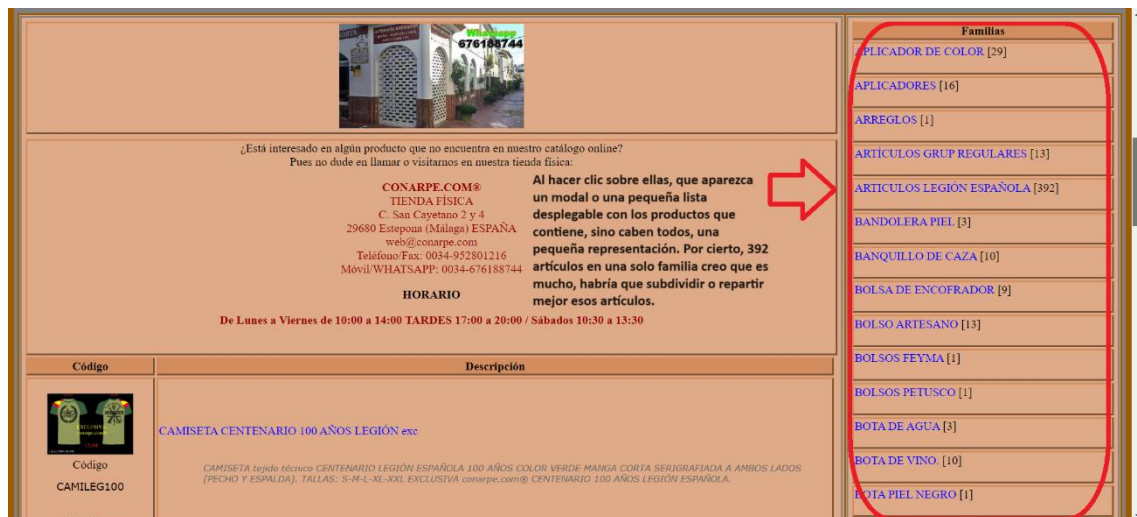 Whatsapp
676188744
¿Está interesado en algún producto que no encuentra en nuestro catálogo online?
Pues no dude en llamar o visitarnos en nuestra tienda física:
CONARPE.COM®
TIENDA FÍSICA
C. San Cayetano 2 y 4
29680 Estepona (Málaga) ESPAÑA
web@conarpe.com
Teléfono/Fax: 0034-952801216
Móvil/WHATSAPP: 0034-676188744
HORARIO
De Lunes a Viernes de 10:00 a 14:00 TARDES 17:00 a 20:00 / Sábados 10:30 a 13:30
Al hacer clic sobre ellas, que aparezca
un modal o una pequeña lista
desplegable con los productos que
contiene, sino caben todos, una
pequeña representación. Por cierto, 392
artículos en una solo familia creo que es
mucho, habría que subdividir o repartir
mejor esos artículos.
Código
Descripción
Código
CAMILEG100
CAMISETA CENTENARIO 100 AÑOS LEGIÓN exc
CAMISETA tejido técnico CENTENARIO LEGIÓN ESPAÑOLA 100 AÑOS COLOR VERDE MANGA CORTA SERIGRAFIADA A AMBOS LADOS
(PECHO Y ESPALDA). TALLAS: S-M-L-XL-XXL EXCLUSIVA conarpe.com® CENTENARIO 100 AÑOS LEGIÓN ESPAÑOLA.
Familias
APLICADOR DE COLOR [29]
APLICADORES [16]
ARREGLOS [1]
ARTÍCULOS GRUP REGULARES [13]
ARTICULOS LEGIÓN ESPAÑOLA [392]
BANDOLERA PIEL [3]
BANQUILLO DE CAZA [10]
BOLSA DE ENCOFRADOR [9]
BOLSO ARTESANO [13]
BOLSOS FEYMA [1]
BOLSOS PETUSCO [1]
BOTA DE AGUA [3]
BOTA DE VINO. [10]
BOTA PIEL NEGRO [1]